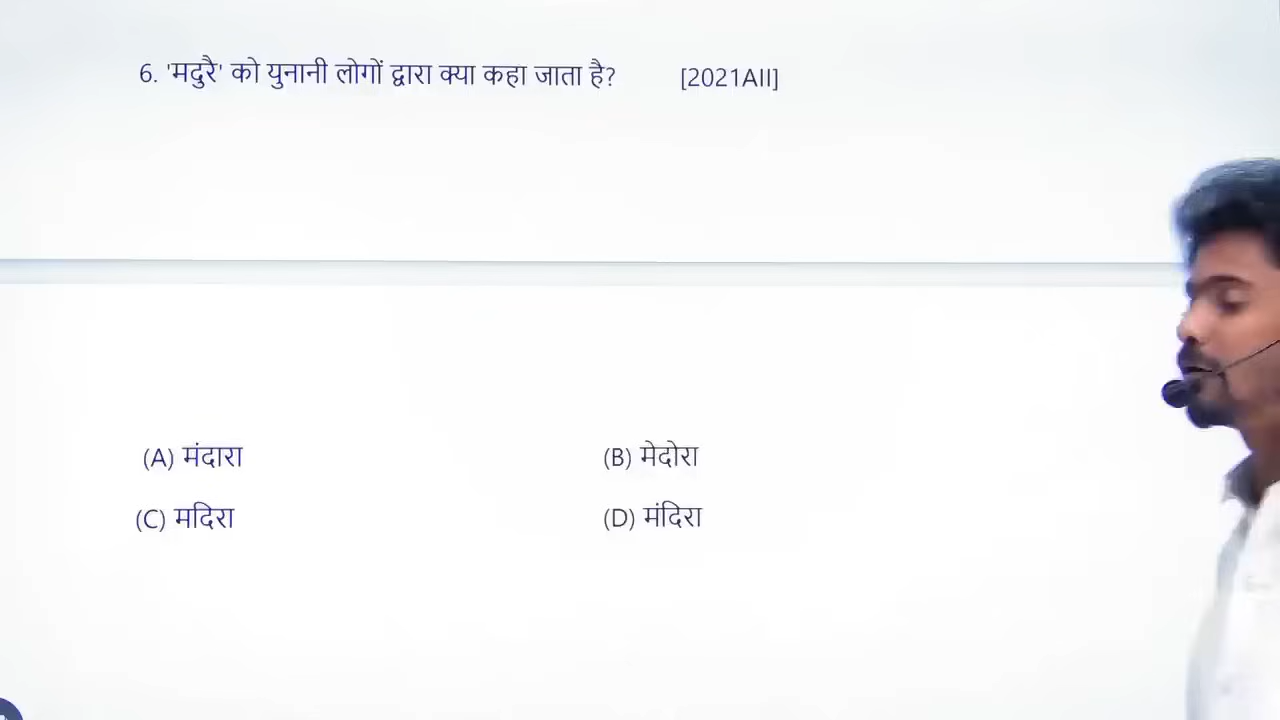 6. 'मदुरै' को युनानी लोगों द्वारा क्या कहा जाता है? [2021AII]
(A) मंदारा (B) मेदोरा
(C) मदिरा (D) मंदिरा